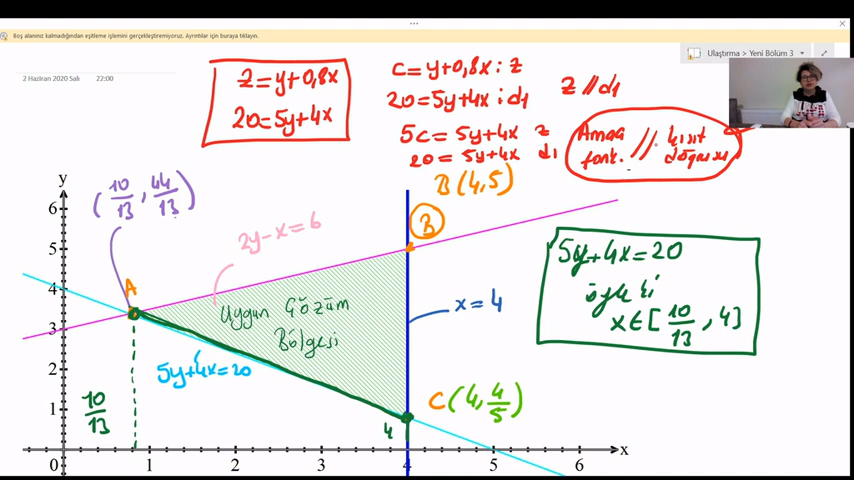 Boş alanınız kalmadığından eşitleme işlemini gerçekleştiremiyoruz. Ayrıntılar için buraya tıklayın.
Ulaştırma > Yeni Bölüm 3
2 Haziran 2020 Salı 22:00
z=y+0,8x
20=5y+4x
c=y+0,8x : z
20=5y+4x : d1
z // d1
5c=5y+4x z
20=5y+4x d1
Amaç // kısıt
fonk. doğrusu
B(4,5)
(10/13, 44/13)
y
6
5
4
3
2
1
2y-x=6
B
A
Uygun Çözüm
Bölgesi
x=4
5y+4x=20
öyle ki
x∈[10/13, 4]
5y+4x=20
C(4, 4/5)
10/13
4
0 1 2 3 4 5 6 x